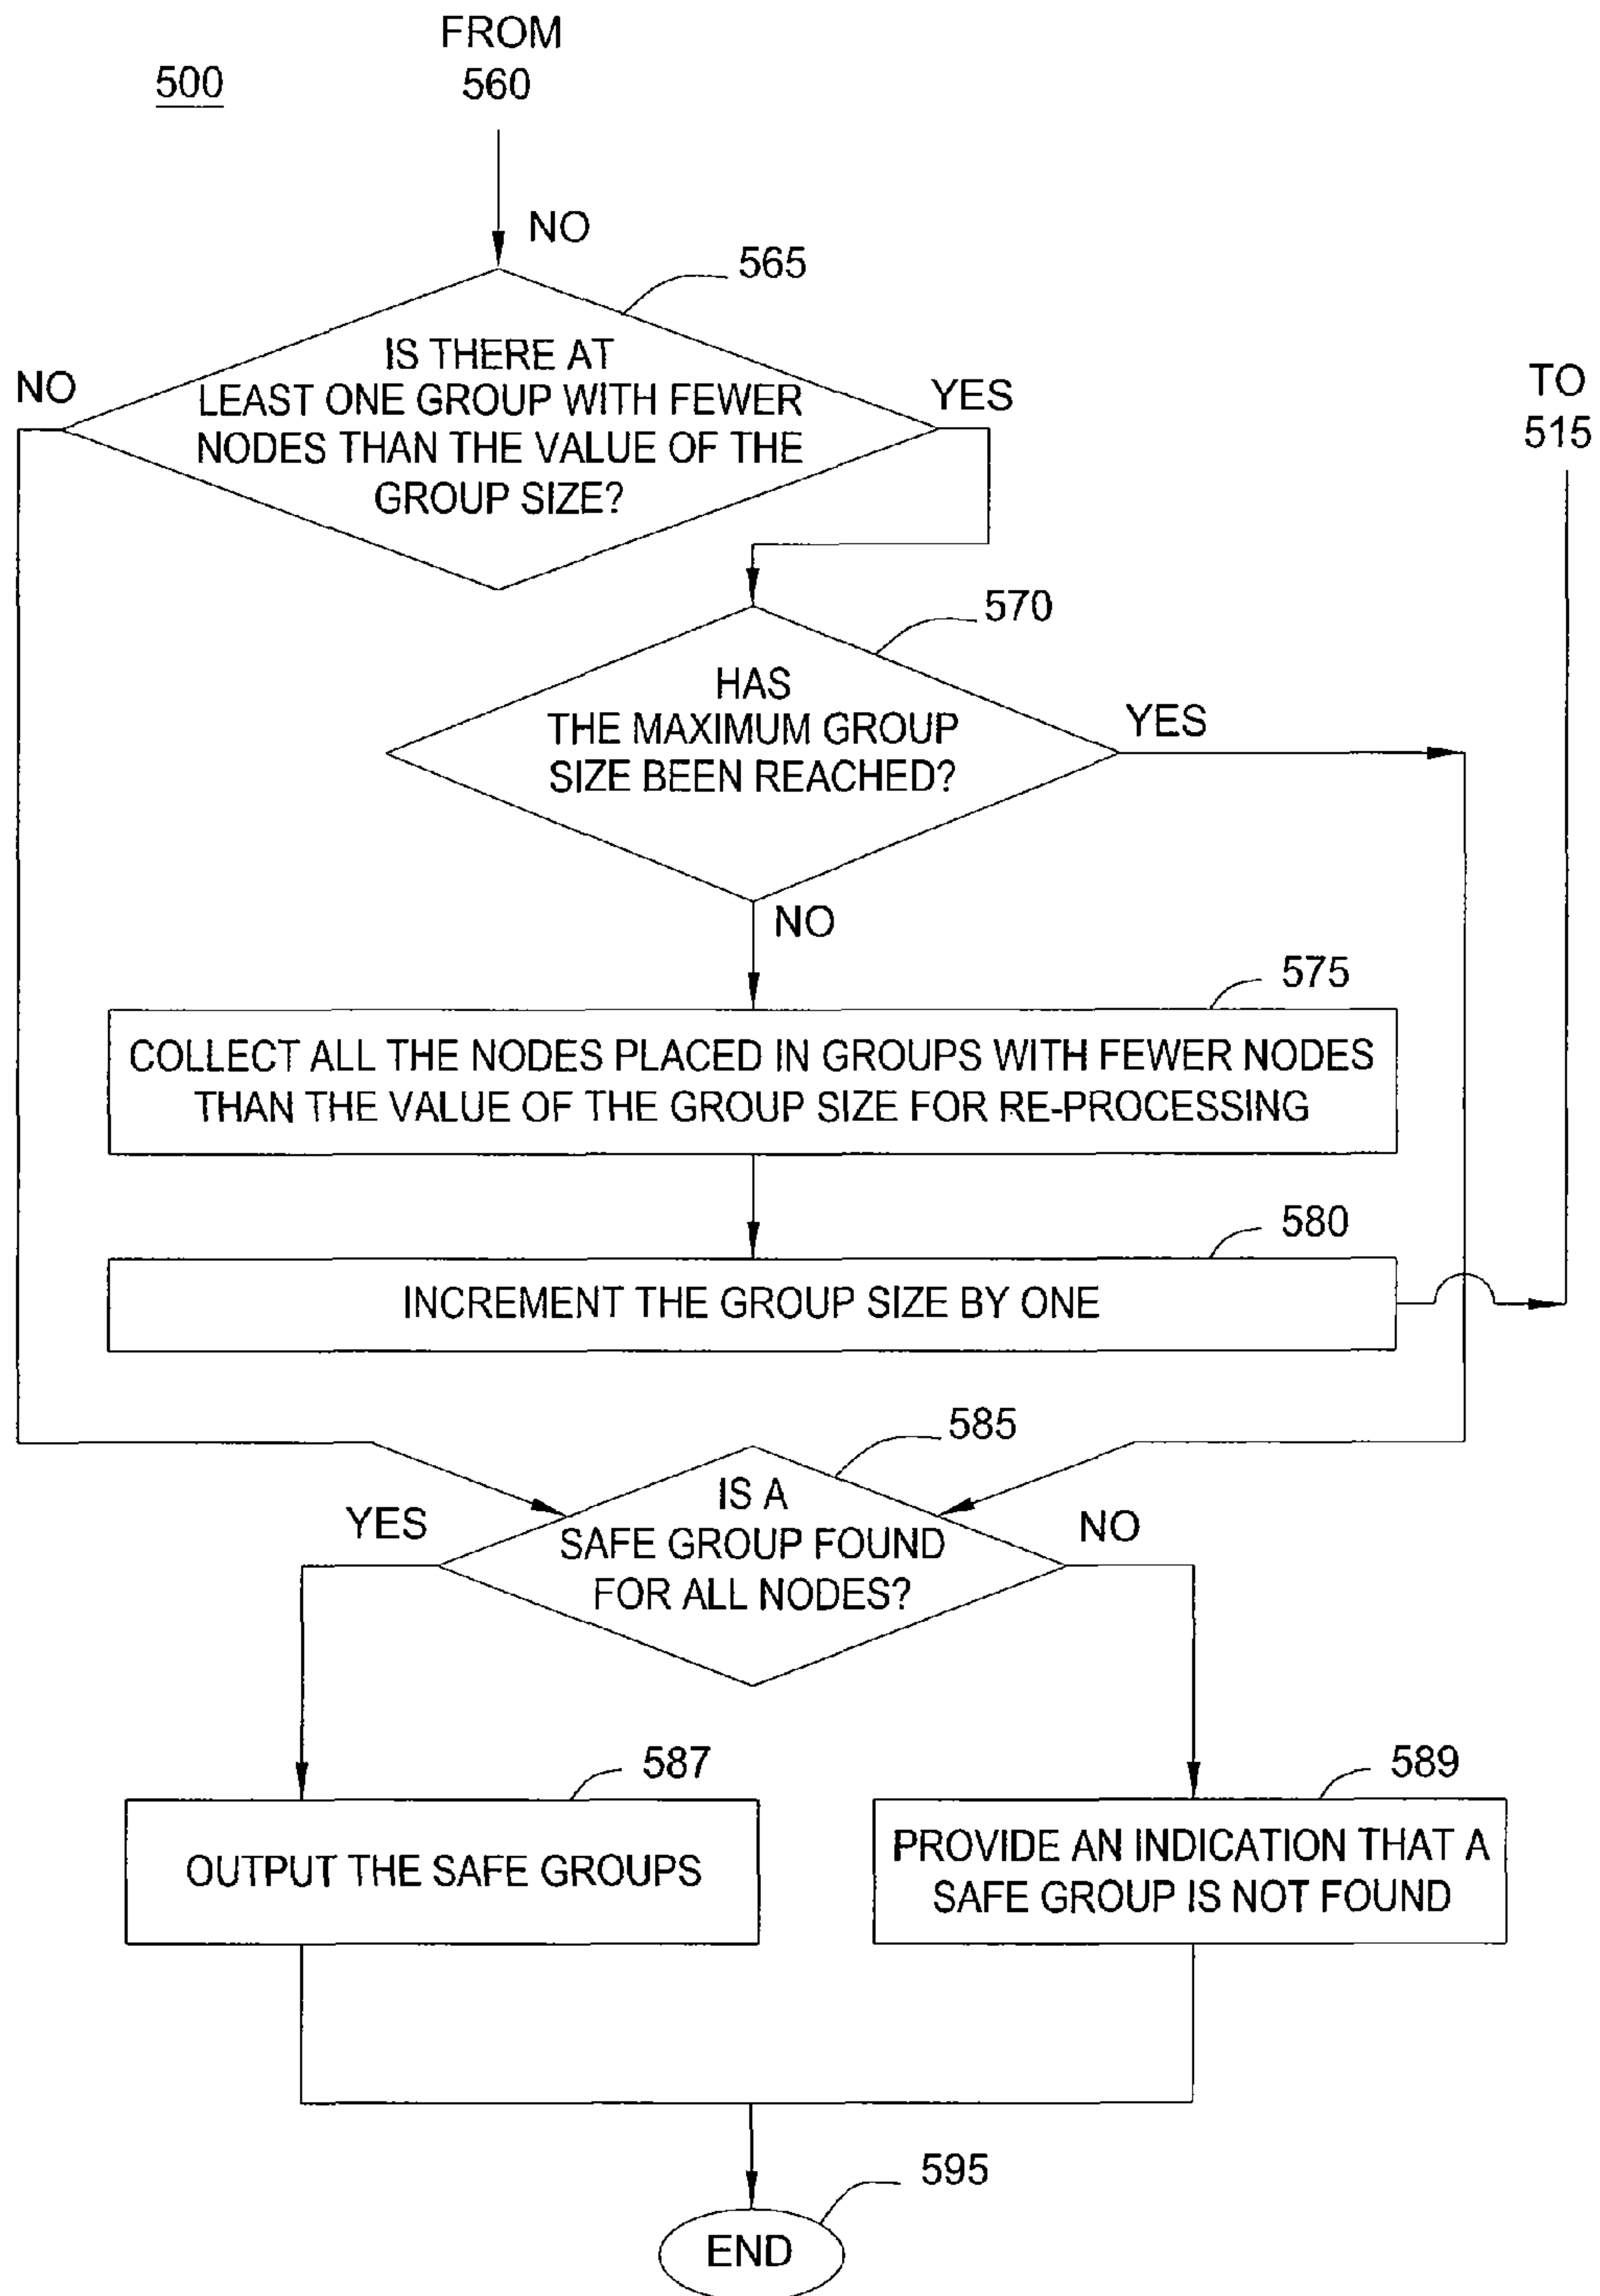 500
FROM
560
NO
565
IS THERE AT
LEAST ONE GROUP WITH FEWER
NODES THAN THE VALUE OF THE
GROUP SIZE?
NO
YES
TO
515
570
HAS
THE MAXIMUM GROUP
SIZE BEEN REACHED?
YES
NO
575
COLLECT ALL THE NODES PLACED IN GROUPS WITH FEWER NODES
THAN THE VALUE OF THE GROUP SIZE FOR RE-PROCESSING
580
INCREMENT THE GROUP SIZE BY ONE
585
IS A
SAFE GROUP FOUND
FOR ALL NODES?
YES
NO
587
OUTPUT THE SAFE GROUPS
589
PROVIDE AN INDICATION THAT A
SAFE GROUP IS NOT FOUND
595
END